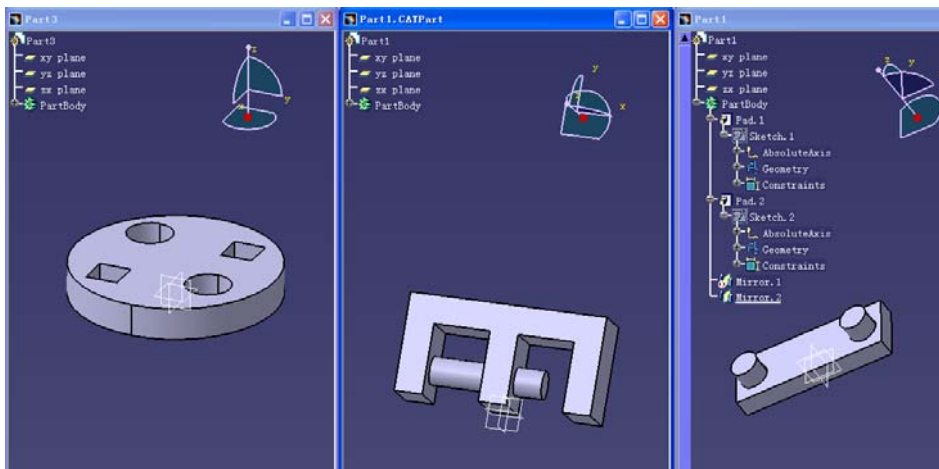 Part3
Part3
xy plane
yz plane
zx plane
PartBody
z
y
x
Part1.CATPart
Part1
xy plane
yz plane
zx plane
PartBody
y
z
x
Part1
Part1
xy plane
yz plane
zx plane
PartBody
Pad.1
Sketch.1
AbsoluteAxis
Geometry
Constraints
Pad.2
Sketch.2
AbsoluteAxis
Geometry
Constraints
Mirror.1
Mirror.2
z
y